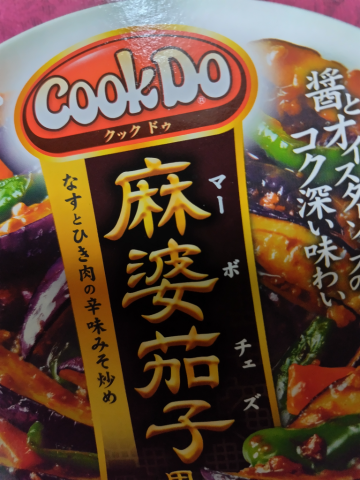 Cook Do®
クック ドゥ
麻婆茄子
マーボチェズ
なすとひき肉の辛味みそ炒め
醤とオイスターソースの
コク深い味わい